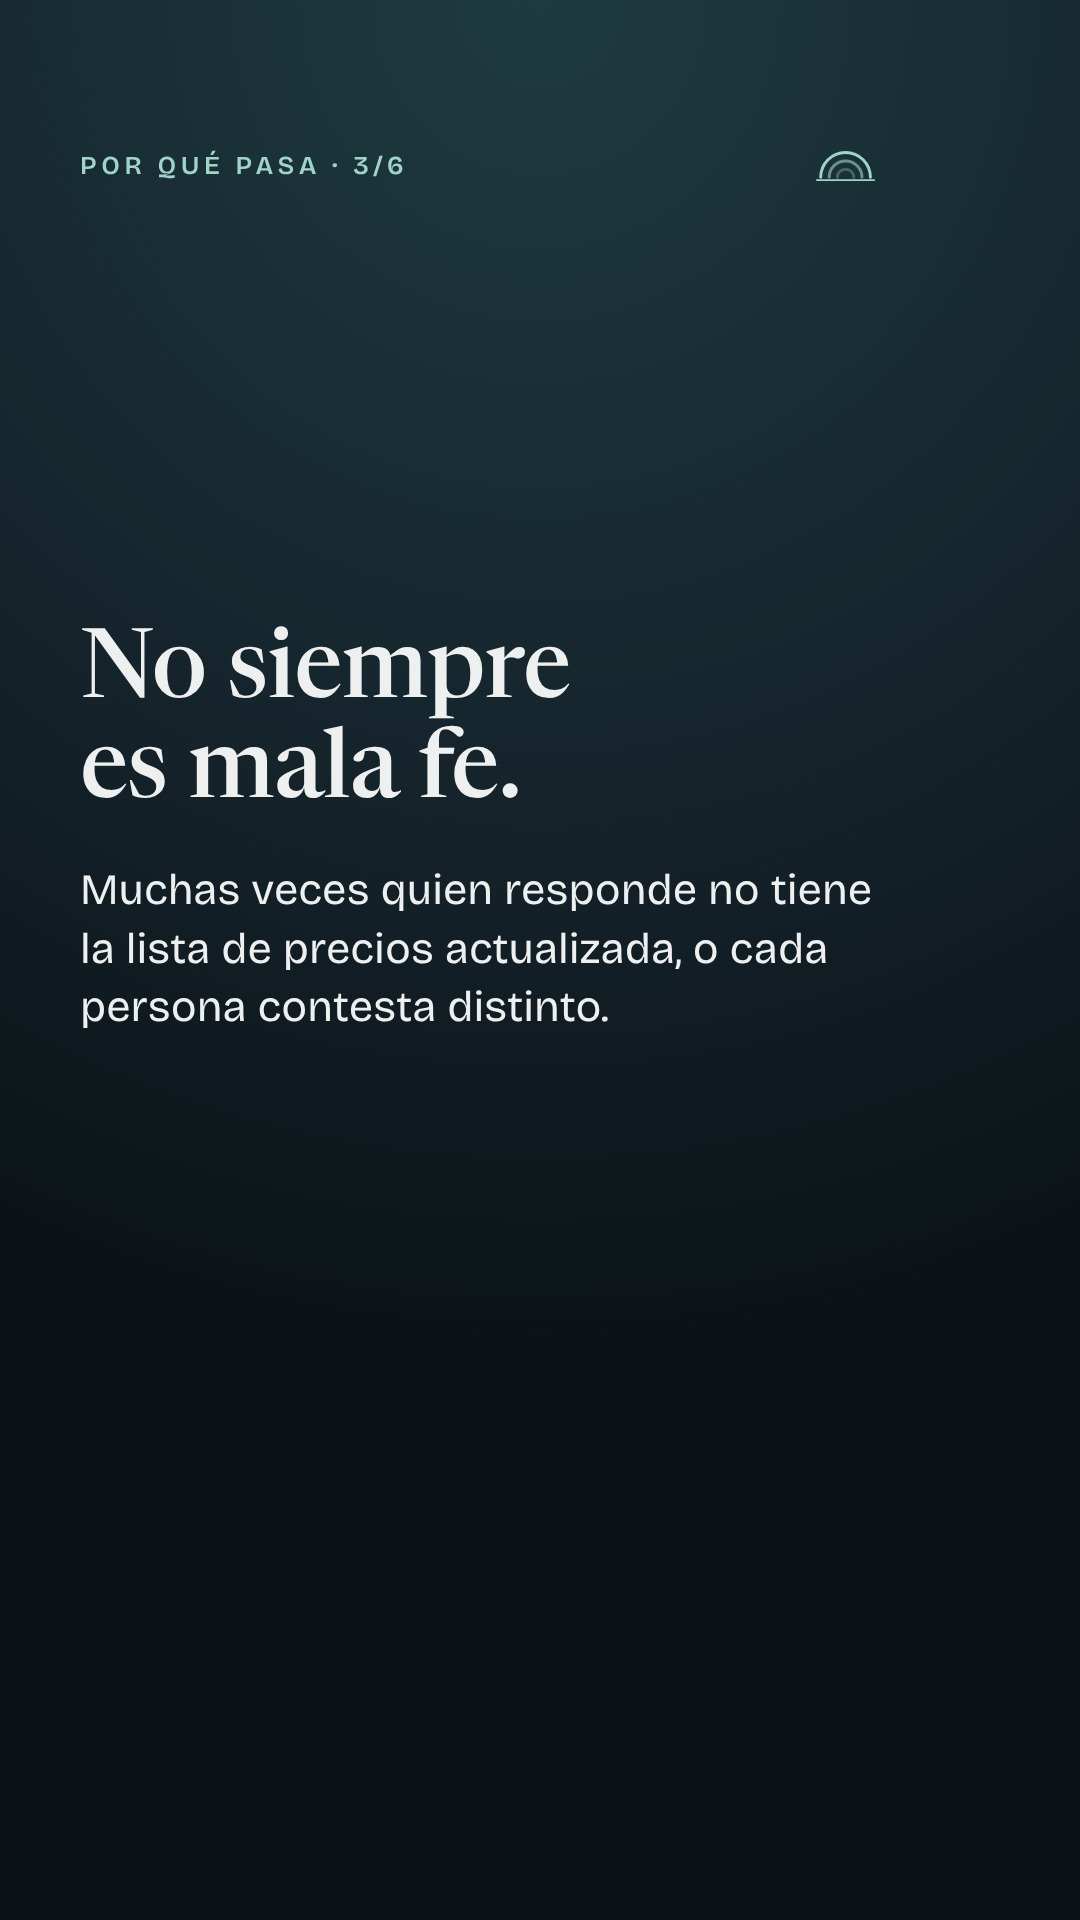 POR QUÉ PASA · 3/6
No siempre
es mala fe.
Muchas veces quien responde no tiene
la lista de precios actualizada, o cada
persona contesta distinto.